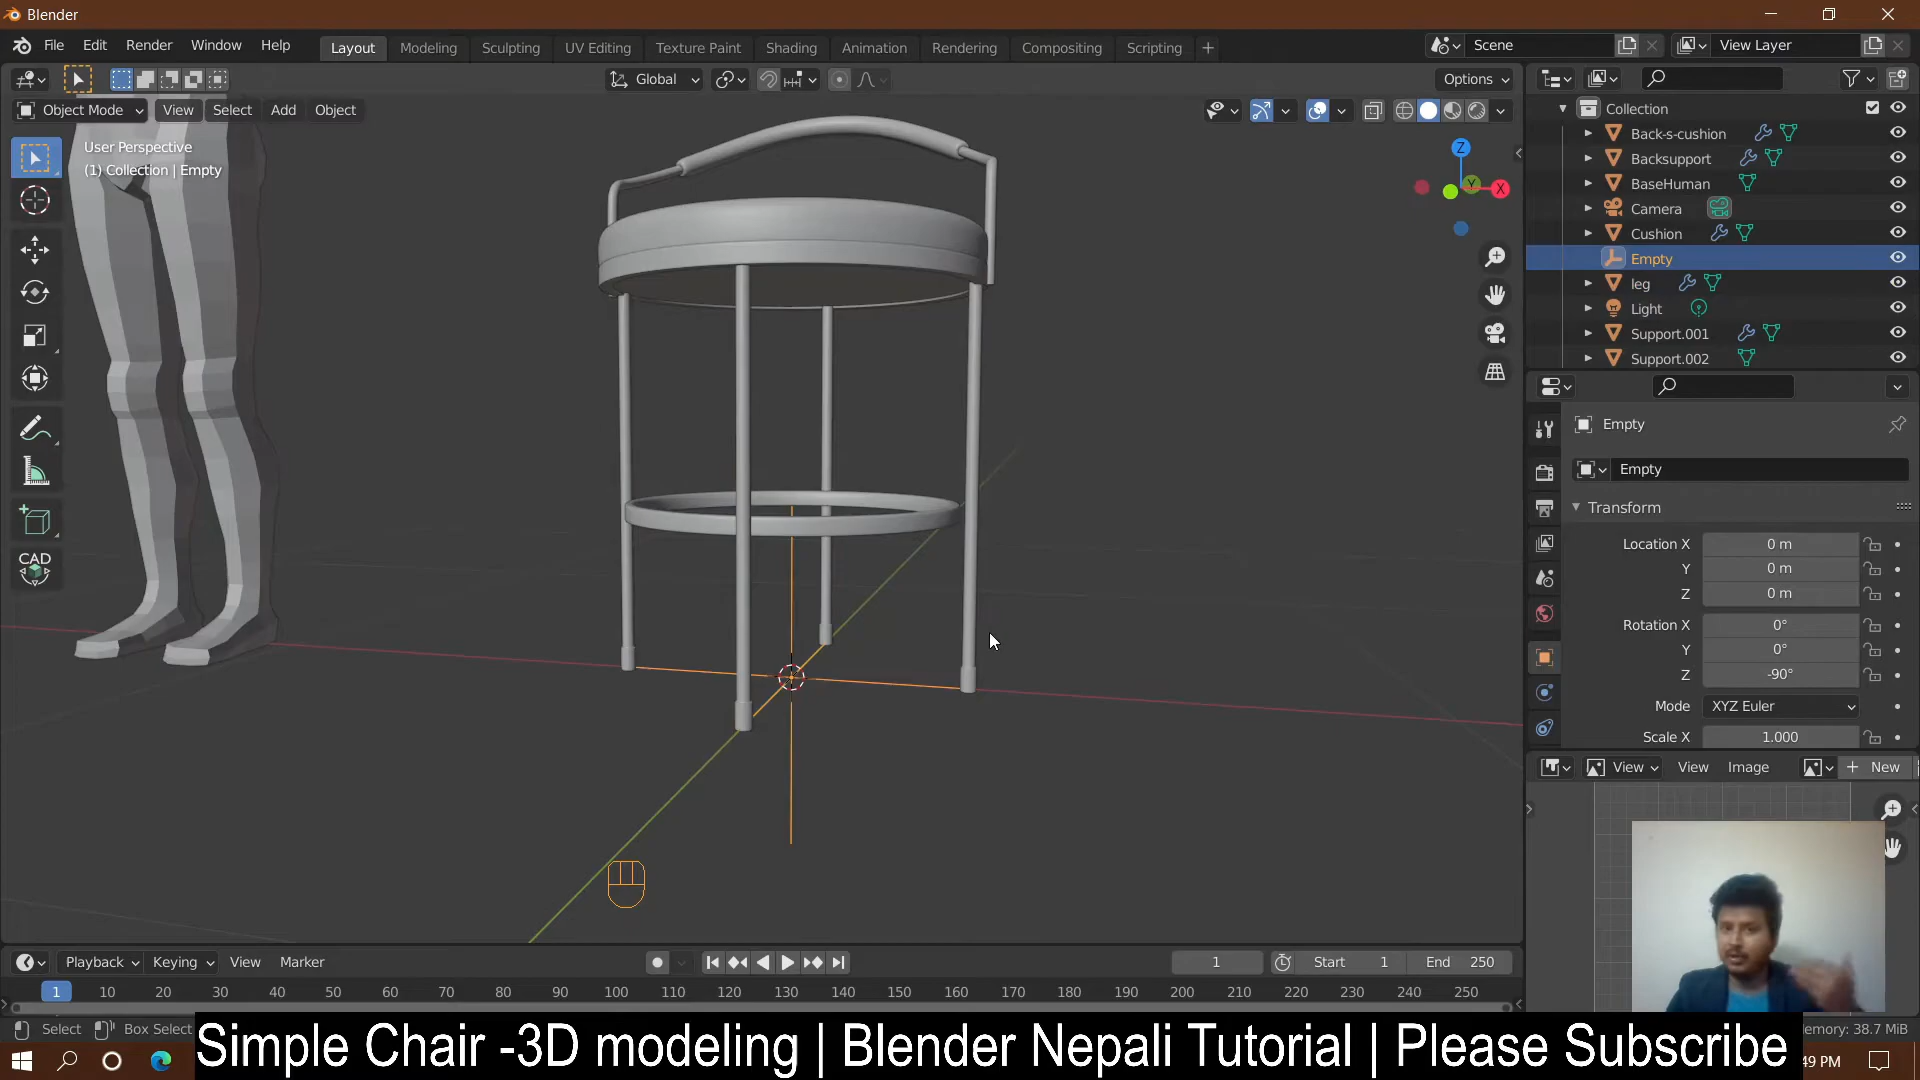 Blender
File Edit Render Window Help Layout Modeling Sculpting UV Editing Texture Paint Shading Animation Rendering Compositing Scripting + Scene View Layer
Global Options
Object Mode View Select Add Object
User Perspective
(1) Collection | Empty
Z
Y
X
CAD
Collection
Back-s-cushion
Backsupport
BaseHuman
Camera
Cushion
Empty
leg
Light
Support.001
Support.002
Empty
Empty
Transform
Location X 0 m
Y 0 m
Z 0 m
Rotation X 0°
Y 0°
Z -90°
Mode XYZ Euler
Scale X 1.000
View View Image + New
Playback Keying View Marker 1 Start 1 End 250
1 10 20 30 40 50 60 70 80 90 100 110 120 130 140 150 160 170 180 190 200 210 220 230 240 250
Select Box Select emory: 38.7 MiB
Simple Chair -3D modeling | Blender Nepali Tutorial | Please Subscribe
49 PM